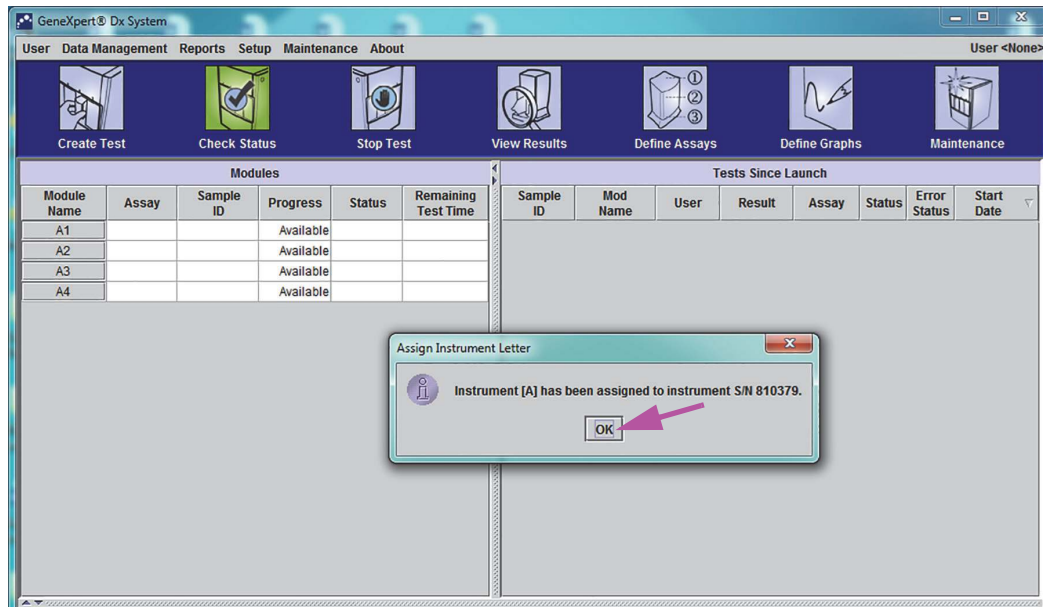 GeneXpert® Dx System
User Data Management Reports Setup Maintenance About User <None>
① ② ③
Create Test Check Status Stop Test View Results Define Assays Define Graphs Maintenance
Modules
Tests Since Launch
Module Name Assay Sample ID Progress Status Remaining Test Time
Sample ID Mod Name User Result Assay Status Error Status Start Date
A1 Available
A2 Available
A3 Available
A4 Available
Assign Instrument Letter
Instrument [A] has been assigned to instrument S/N 810379.
OK